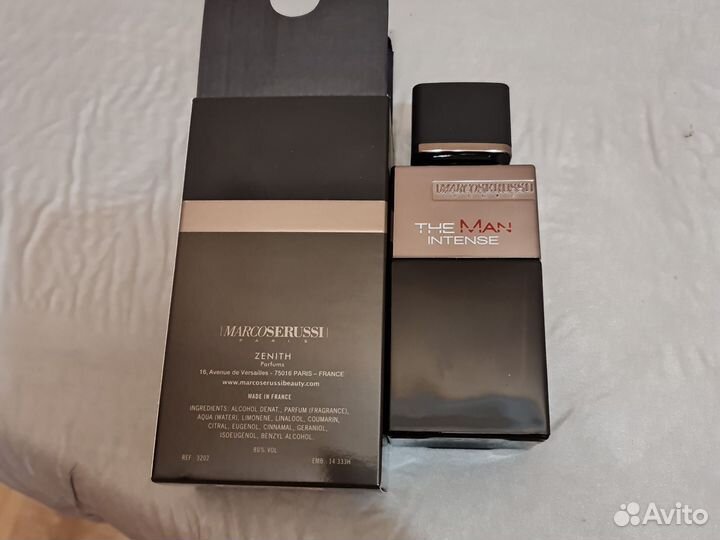 |MARCOSERUSSI|
PARIS
ZENITH
Parfums
16, Avenue de Versailles - 75016 PARIS – FRANCE
www.marcoserussibeauty.com
MADE IN FRANCE
INGREDIENTS: ALCOHOL DENAT., PARFUM (FRAGRANCE),
AQUA (WATER), LIMONENE, LINALOOL, COUMARIN,
CITRAL, EUGENOL, CINNAMAL, GERANIOL,
ISOEUGENOL, BENZYL ALCOHOL.
80% VOL
REF: 3207
EMB. 14 333H
|MARCOSERUSSI|
THE MAN
INTENSE
Avito